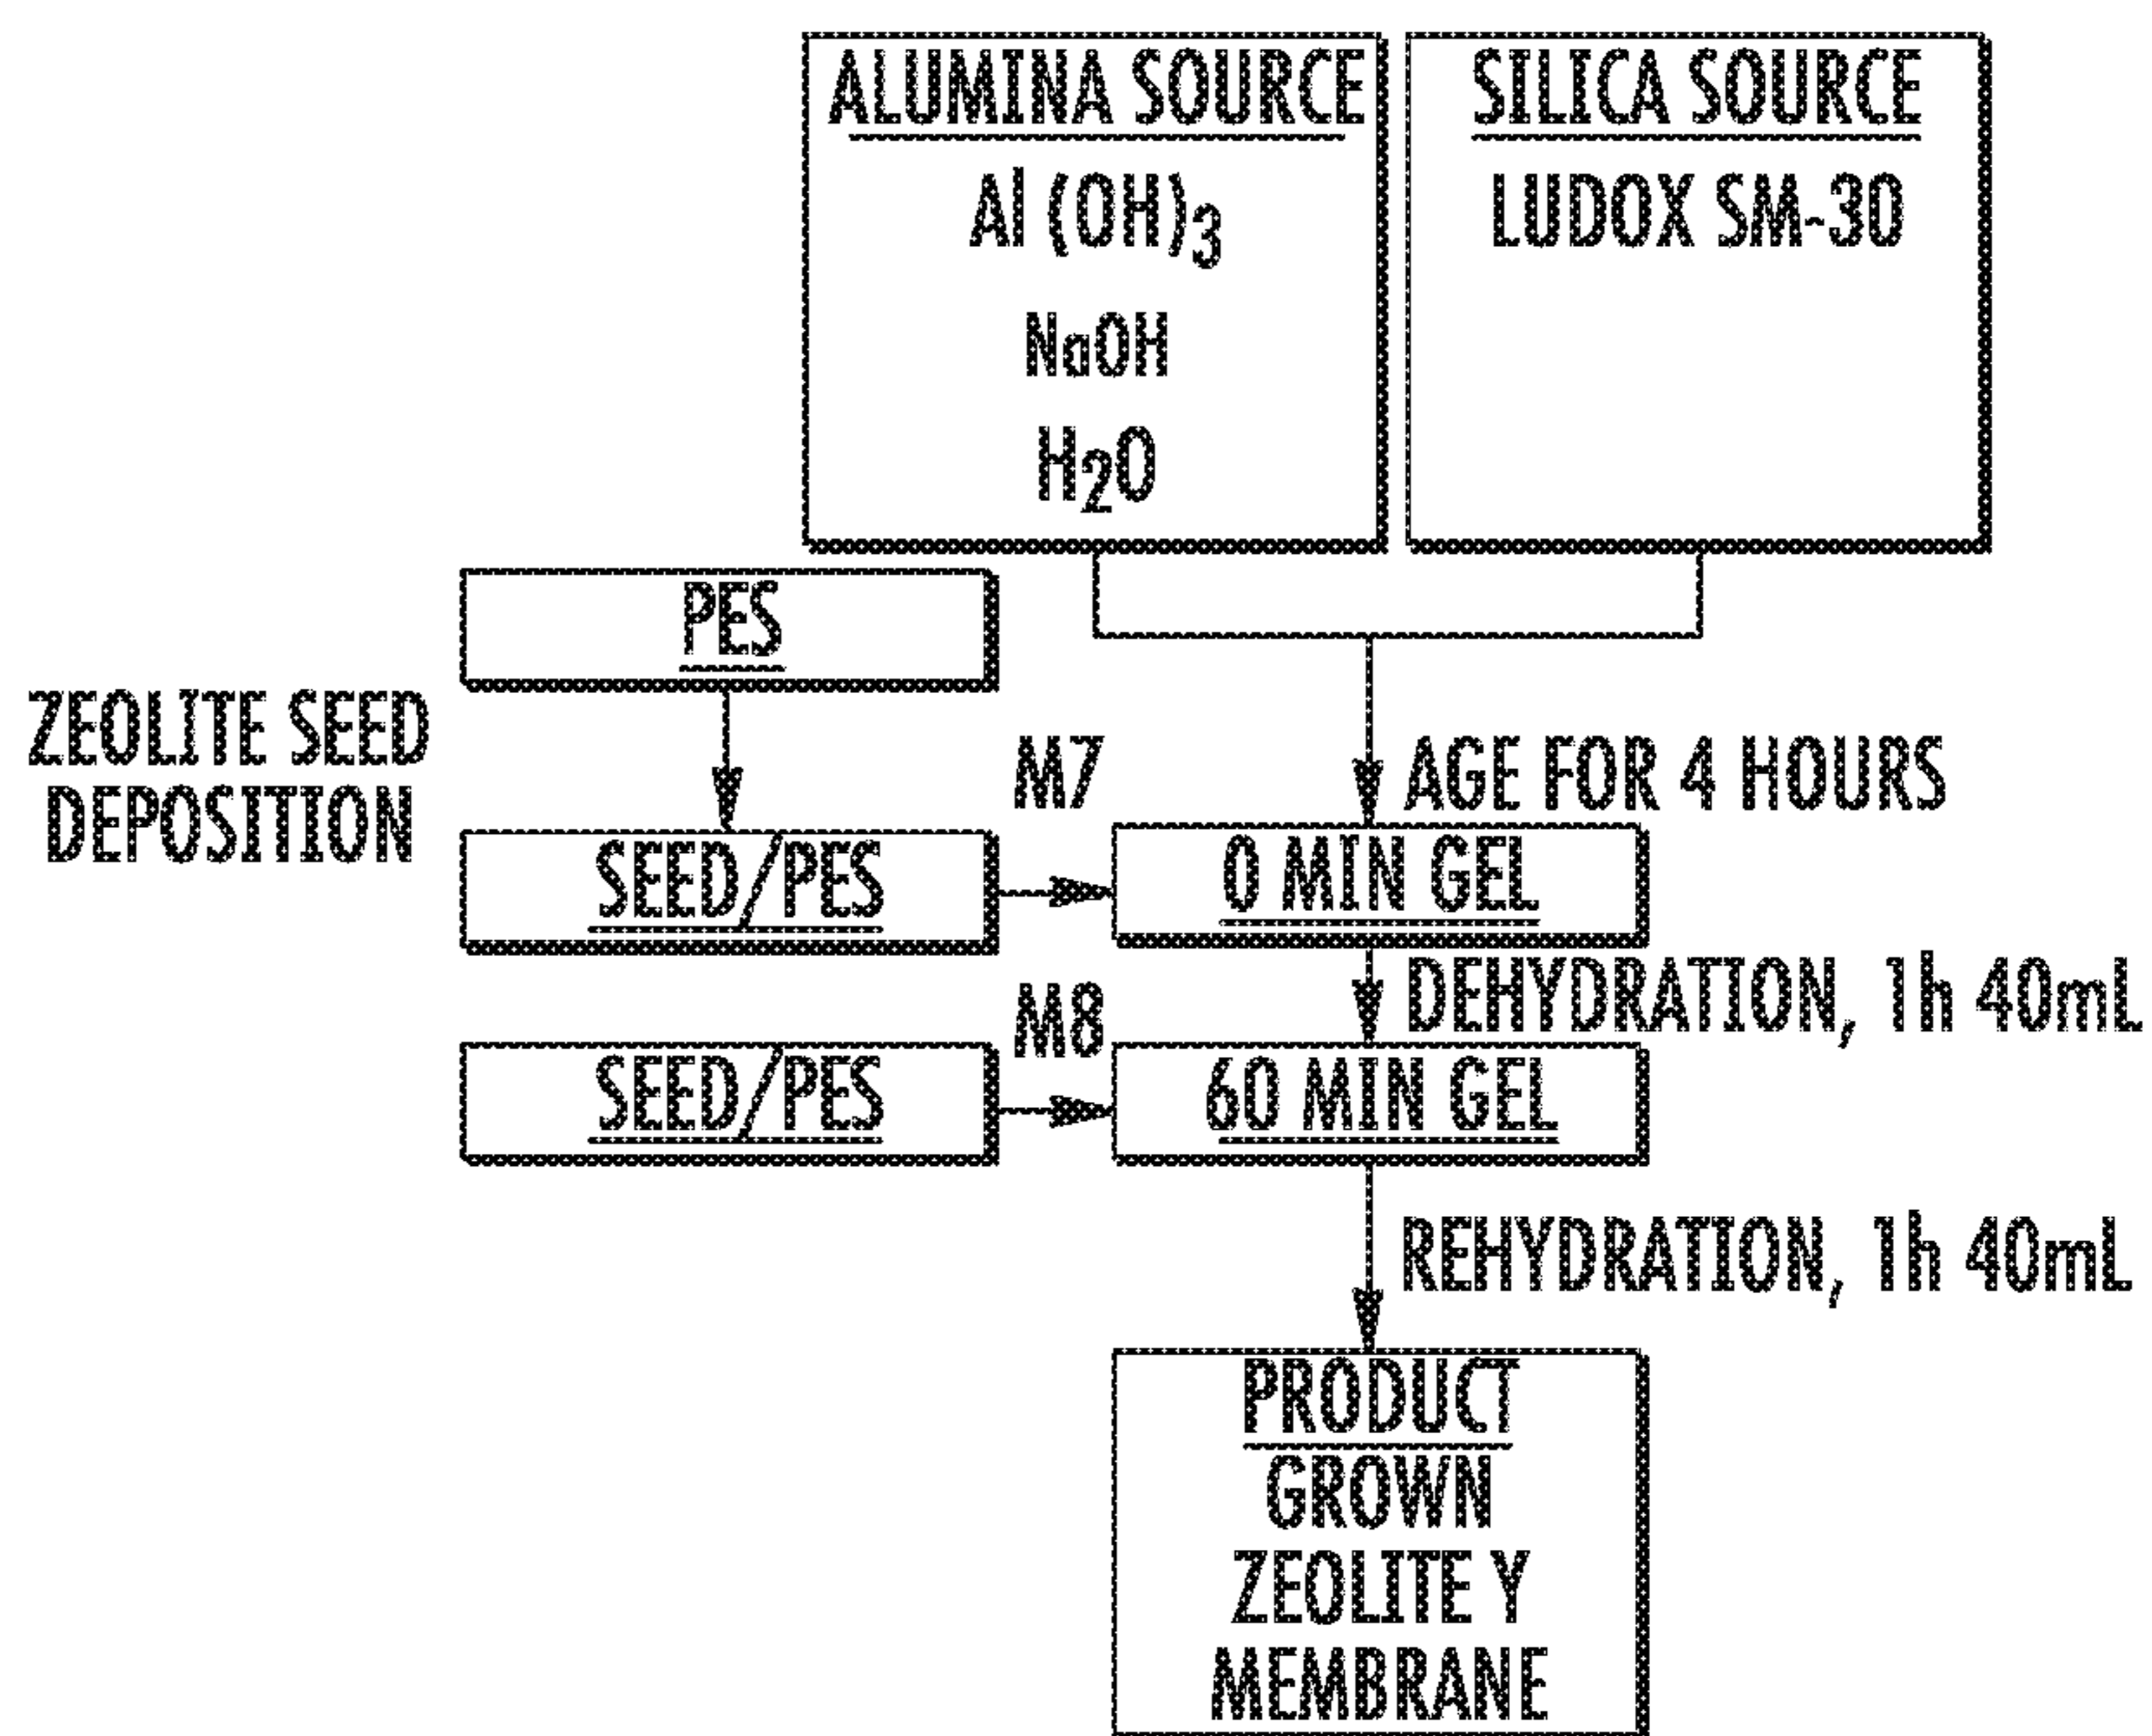 ALUMINA SOURCE
Al (OH)3
NaOH
H2O
SILICA SOURCE
LUDOX SM-30
PES
ZEOLITE SEED
DEPOSITION
M7
AGE FOR 4 HOURS
SEED/PES
0 MIN GEL
M8
DEHYDRATION, 1h 40mL
SEED/PES
60 MIN GEL
REHYDRATION, 1h 40mL
PRODUCT
GROWN
ZEOLITE Y
MEMBRANE